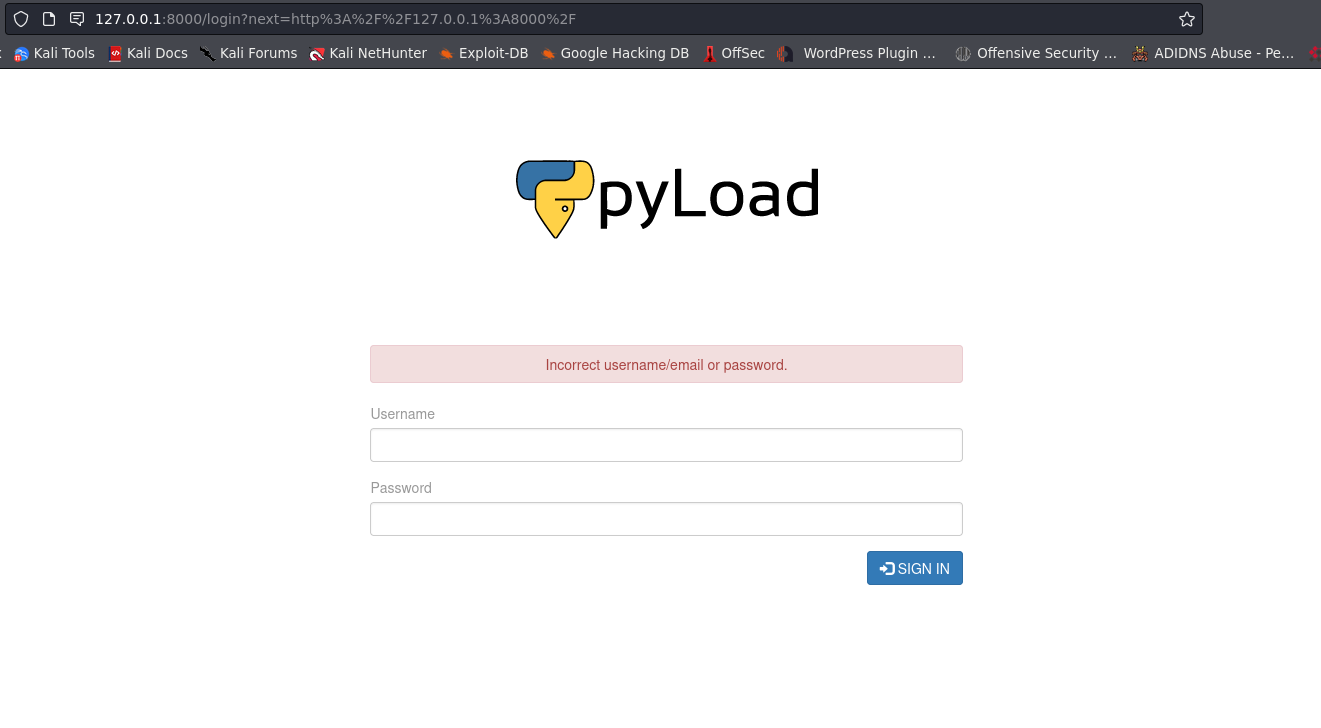 127.0.0.1:8000/login?next=http%3A%2F%2F127.0.0.1%3A8000%2F
Kali Tools Kali Docs Kali Forums Kali NetHunter Exploit-DB Google Hacking DB OffSec WordPress Plugin ... Offensive Security ... ADIDNS Abuse - Pe...
pyLoad
Incorrect username/email or password.
Username
Password
SIGN IN